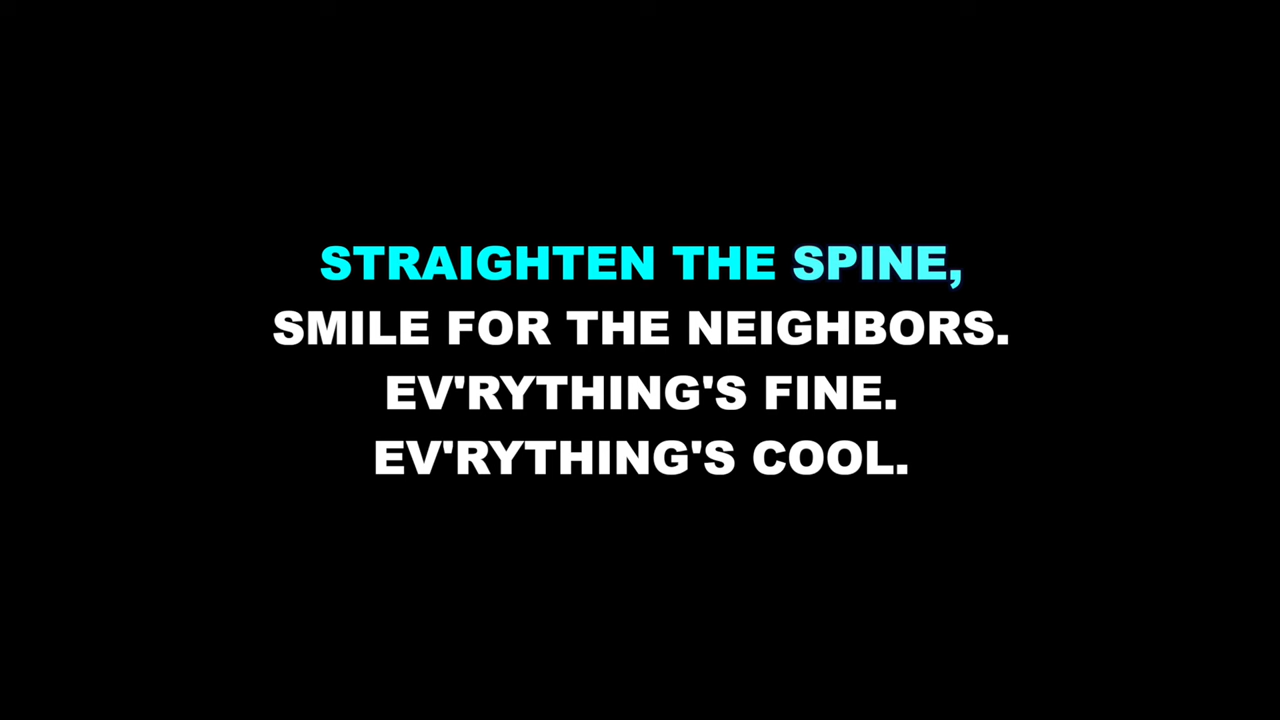 STRAIGHTEN THE SPINE,
SMILE FOR THE NEIGHBORS.
EV'RYTHING'S FINE.
EV'RYTHING'S COOL.